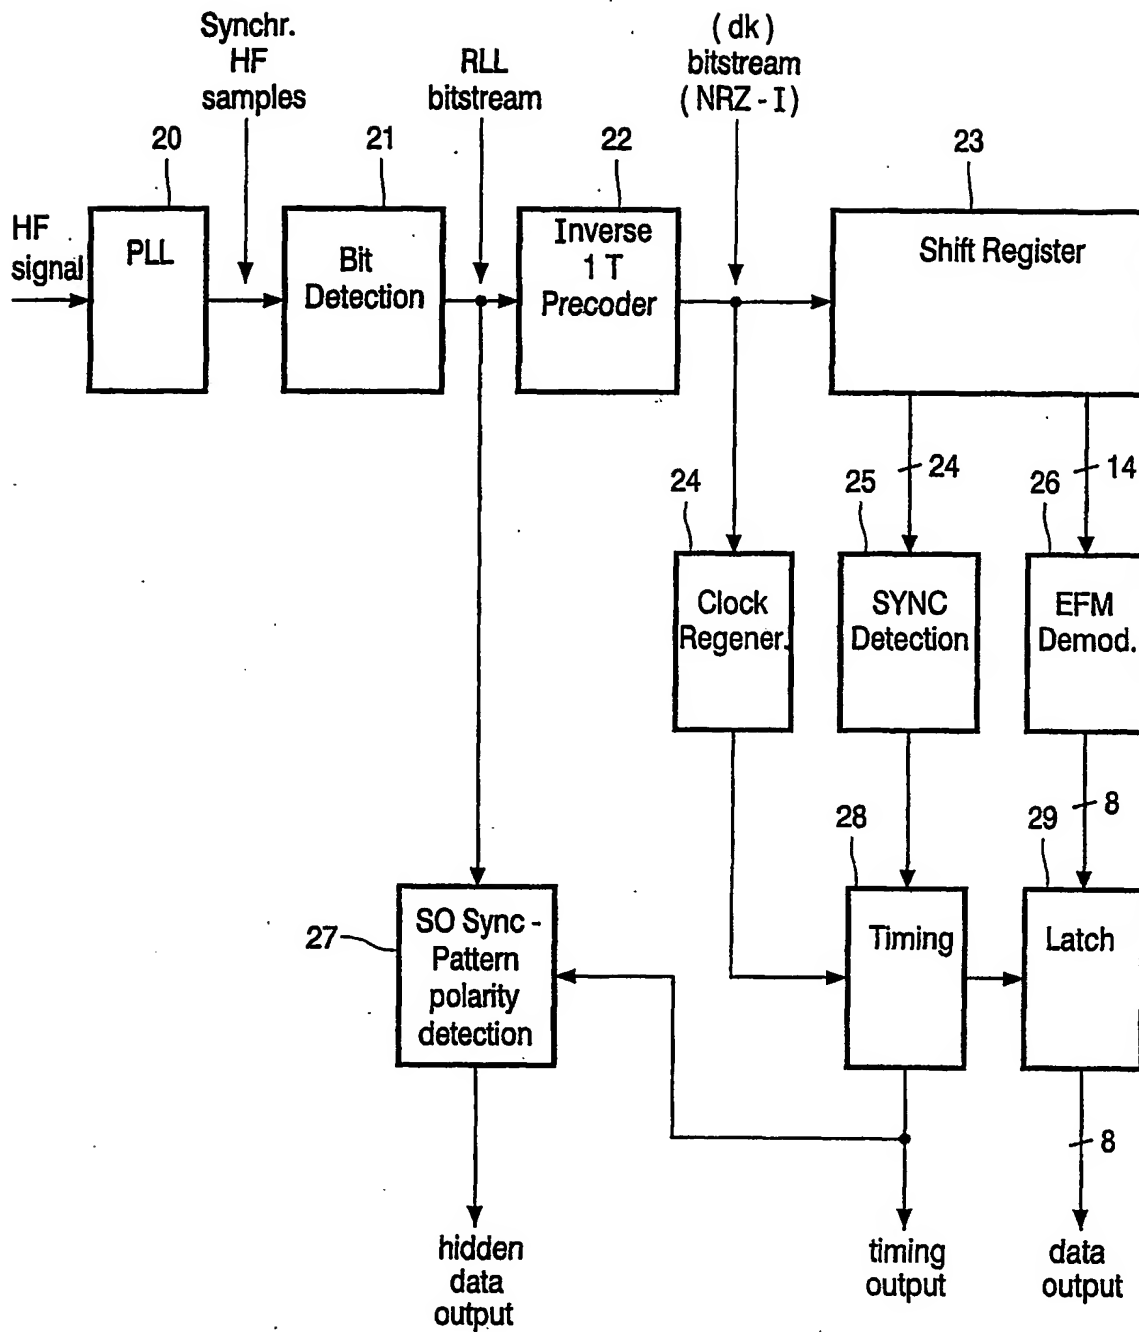 Synchr.
HF
samples
RLL
bitstream
(dk)
bitstream
(NRZ-I)
20
21
22
23
HF
signal
PLL
Bit
Detection
Inverse
1 T
Precoder
Shift Register
24
14
24
25
26
Clock
Regener.
SYNC
Detection
EFM
Demod.
8
28
29
27
SO Sync -
Pattern
polarity
detection
Timing
Latch
8
hidden
data
output
timing
output
data
output